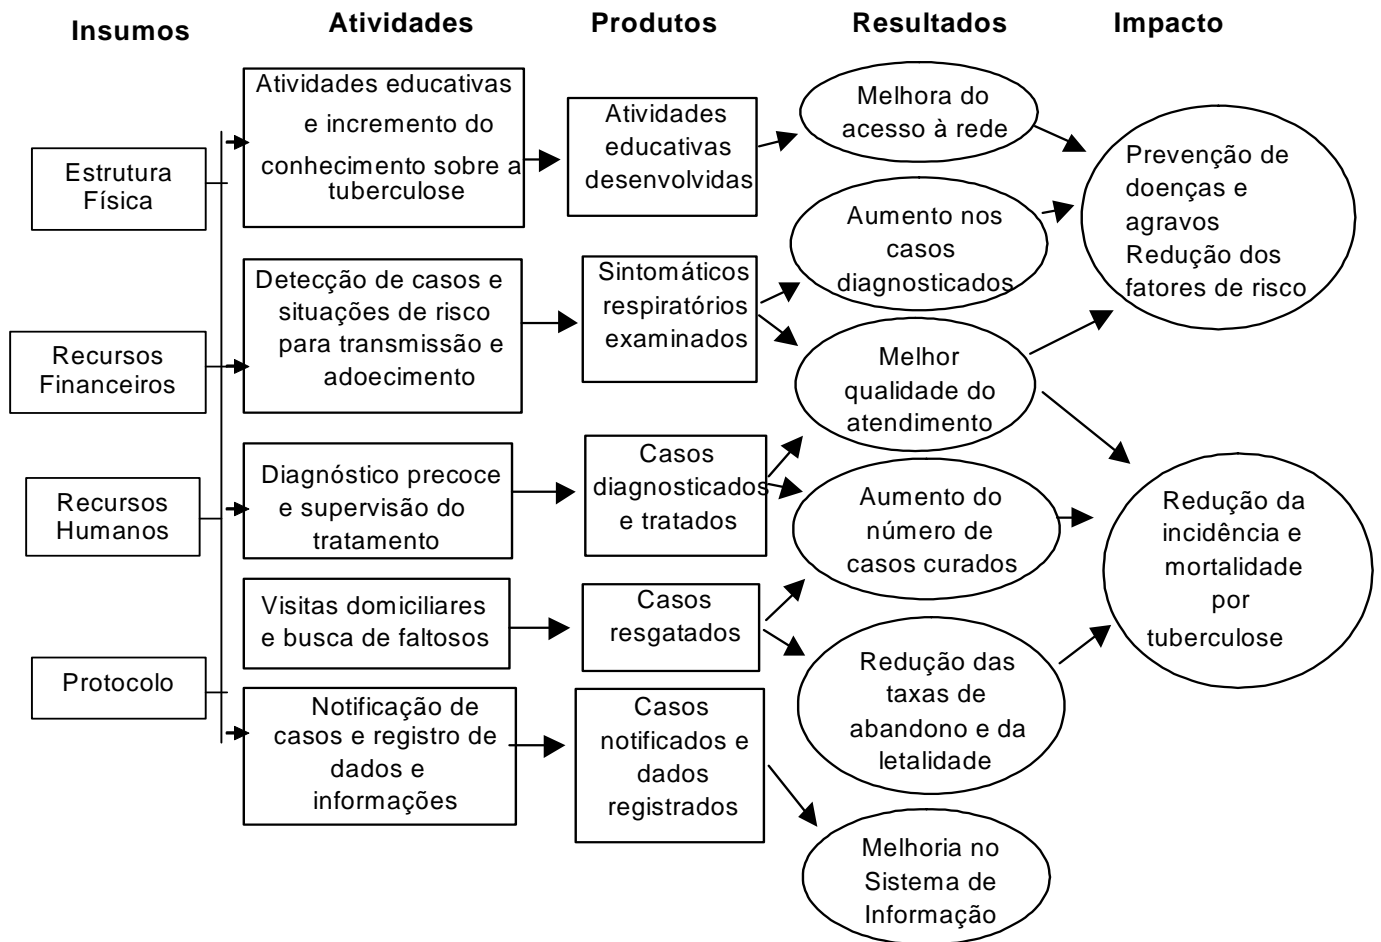 Insumos
Atividades
Produtos
Resultados
Impacto
Estrutura
Física
Recursos
Financeiros
Recursos
Humanos
Protocolo
Atividades educativas
e incremento do
conhecimento sobre a
tuberculose
Detecção de casos e
situações de risco
para transmissão e
adoecimento
Diagnóstico precoce
e supervisão do
tratamento
Visitas domiciliares
e busca de faltosos
Notificação de
casos e registro de
dados e
informações
Atividades
educativas
desenvolvidas
Sintomáticos
respiratórios
examinados
Casos
diagnosticados
e tratados
Casos
resgatados
Casos
notificados e
dados
registrados
Melhora do
acesso à rede
Aumento nos
casos
diagnosticados
Melhor
qualidade do
atendimento
Aumento do
número de
casos curados
Redução das
taxas de
abandono e da
letalidade
Melhoria no
Sistema de
Informação
Prevenção de
doenças e
agravos
Redução dos
fatores de risco
Redução da
incidência e
mortalidade
por
tuberculose